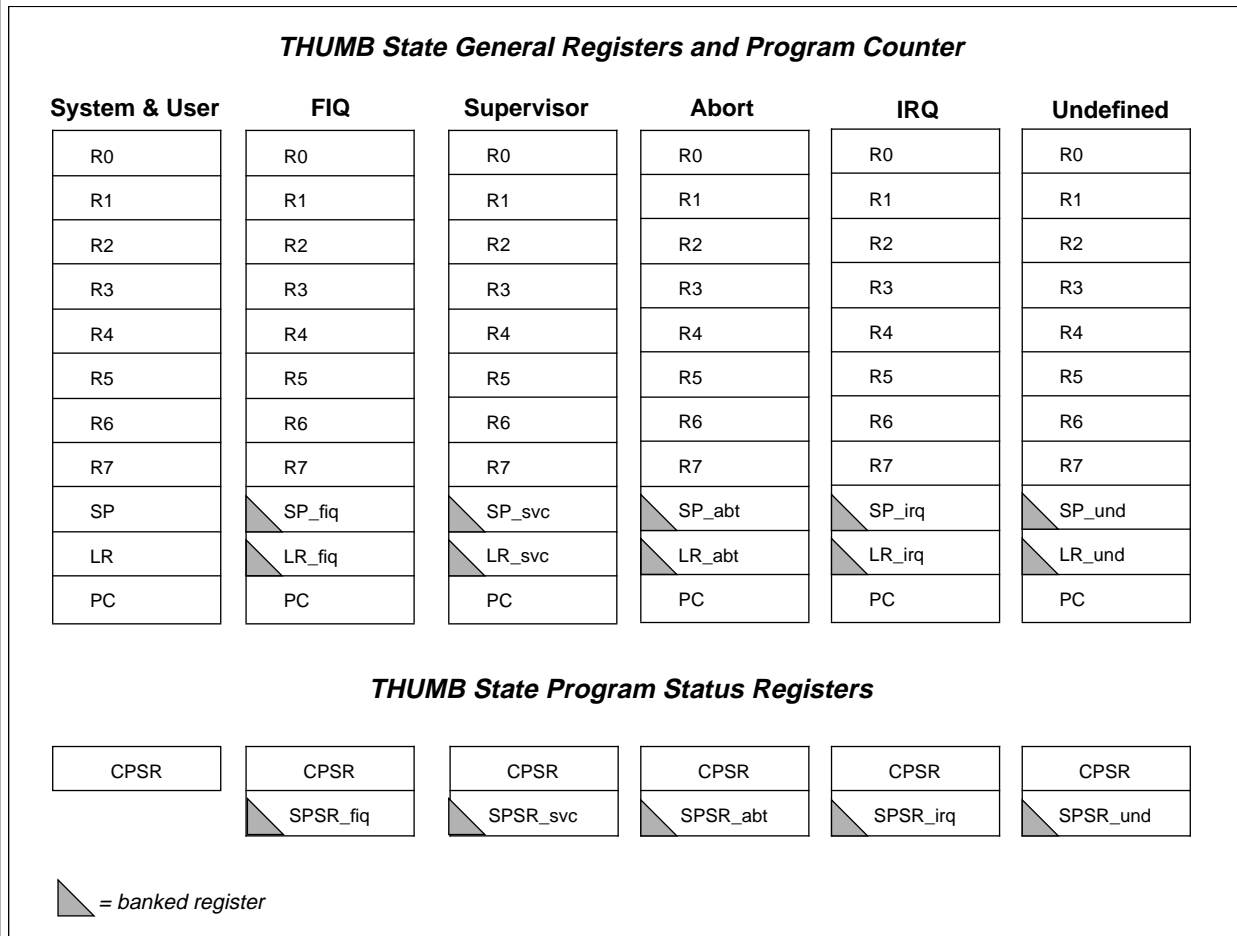 THUMB State General Registers and Program Counter
System & User FIQ Supervisor Abort IRQ Undefined
R0 R0 R0 R0 R0 R0
R1 R1 R1 R1 R1 R1
R2 R2 R2 R2 R2 R2
R3 R3 R3 R3 R3 R3
R4 R4 R4 R4 R4 R4
R5 R5 R5 R5 R5 R5
R6 R6 R6 R6 R6 R6
R7 R7 R7 R7 R7 R7
SP SP_fiq SP_svc SP_abt SP_irq SP_und
LR LR_fiq LR_svc LR_abt LR_irq LR_und
PC PC PC PC PC PC
THUMB State Program Status Registers
CPSR CPSR CPSR CPSR CPSR CPSR
SPSR_fiq SPSR_svc SPSR_abt SPSR_irq SPSR_und
= banked register